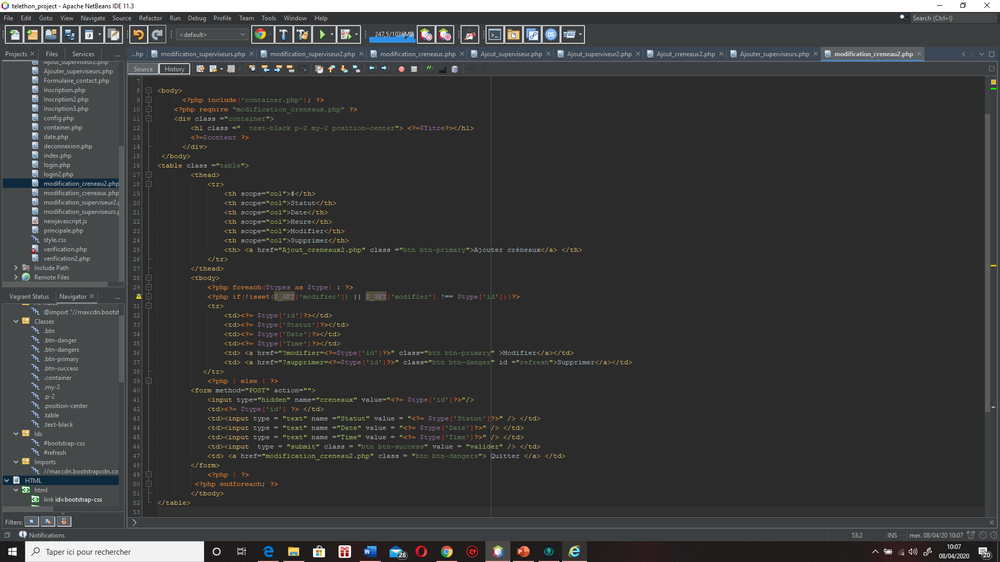 telethon_project - Apache NetBeans IDE 11.3
File Edit Goto View Navigate Source Refactor Run Debug Profile Team Tools Window Help
Search (Ctrl+I)
<default>
247,5/1036MB
Projects Files Services
...hp modification_superviseurs.php modification_superviseur2.php modification_creneaux.php Ajout_superviseur.php Ajout_superviseur2.php Ajout_creneaux2.php Ajouter_superviseurs.php modification_creneau2.php
Source History
Ajout_superviseur2.php
Ajouter_superviseurs.php
Formulaire_contact.php
Inscription.php
Inscription2.php
Inscription3.php
config.php
container.php
date.php
deconnexion.php
index.php
login.php
login2.php
modification_creneau2.php
modification_creneaux.php
modification_superviseur2.
modification_superviseurs.
newjavascript.js
principale.php
style.css
verification.php
verification2.php
Include Path
Remote Files
Vagrant Status Navigator
@import "//maxcdn.boots
Classes
.btn
.btn-danger
.btn-dangers
.btn-primary
.btn-success
.container
.my-2
.p-2
.position-center
.table
.text-black
Ids
#bootstrap-css
#refresh
Imports
//maxcdn.bootstrapcdn.co
HTML
html
link id=bootstrap-css
Filters:
7
8 <body>
9 <?php include('container.php'); ?>
10 <?php require "modification_creneaux.php" ?>
11 <div class ="container">
12 <h1 class ="  text-black p-2 my-2 position-center"> <?=$Titre?></h1>
13 <?=$content ?>
14 </div>
15 </body>
16 <table class ="table">
17 <thead>
18 <tr>
19 <th scope="col">#</th>
20 <th scope="col">Statut</th>
21 <th scope="col">Date</th>
22 <th scope="col">Heure</th>
23 <th scope="col">Modifier</th>
24 <th scope="col">Supprimer</th>
25 <th> <a href="Ajout_creneaux2.php" class ="btn btn-primary">Ajouter créneaux</a> </th>
26 </tr>
27 </thead>
28 <tbody>
29 <?php foreach($types as $type) : ?>
<?php if(!isset($_GET['modifier']) || $_GET['modifier'] !== $type['id']){?>
31 <tr>
32 <td><?= $type['id']?></td>
33 <td><?= $type['Statut']?></td>
34 <td><?= $type['Date']?></td>
35 <td><?= $type['Time']?></td>
36 <td> <a href="?modifier=<?=$type['id']?>" class="btn btn-primary" >Modifier</a></td>
37 <td> <a href="?supprimer=<?=$type['id']?>" class="btn btn-danger" id ="refresh">Supprimer</a></td>
38 </tr>
39 <?php } else { ?>
40 <form method="POST" action="">
41 <input type="hidden" name="creneaux" value="<?= $type['id']?>"/>
42 <td><?= $type['id'] ?> </td>
43 <td><input type = "text" name ="Statut" value = "<?= $type['Statut']?>" /> </td>
44 <td><input type = "text" name ="Date" value = "<?= $type['Date']?>" /> </td>
45 <td><input type = "text" name ="Time" value = "<?= $type['Time']?>" /> </td>
46 <td><input  type = "submit" class = "btn btn-success" value = "valider" /> </td>
47 <td> <a href="modification_creneau2.php" class = "btn btn-dangers"> Quitter </a> </td>
48 </form>
49 <?php } ?>
50 <?php endforeach; ?>
51 </tbody>
52 </table>
53
Notifications
53:2 INS mer. 08/04/20 10:07
Taper ici pour rechercher
28
10:07
08/04/2020
20